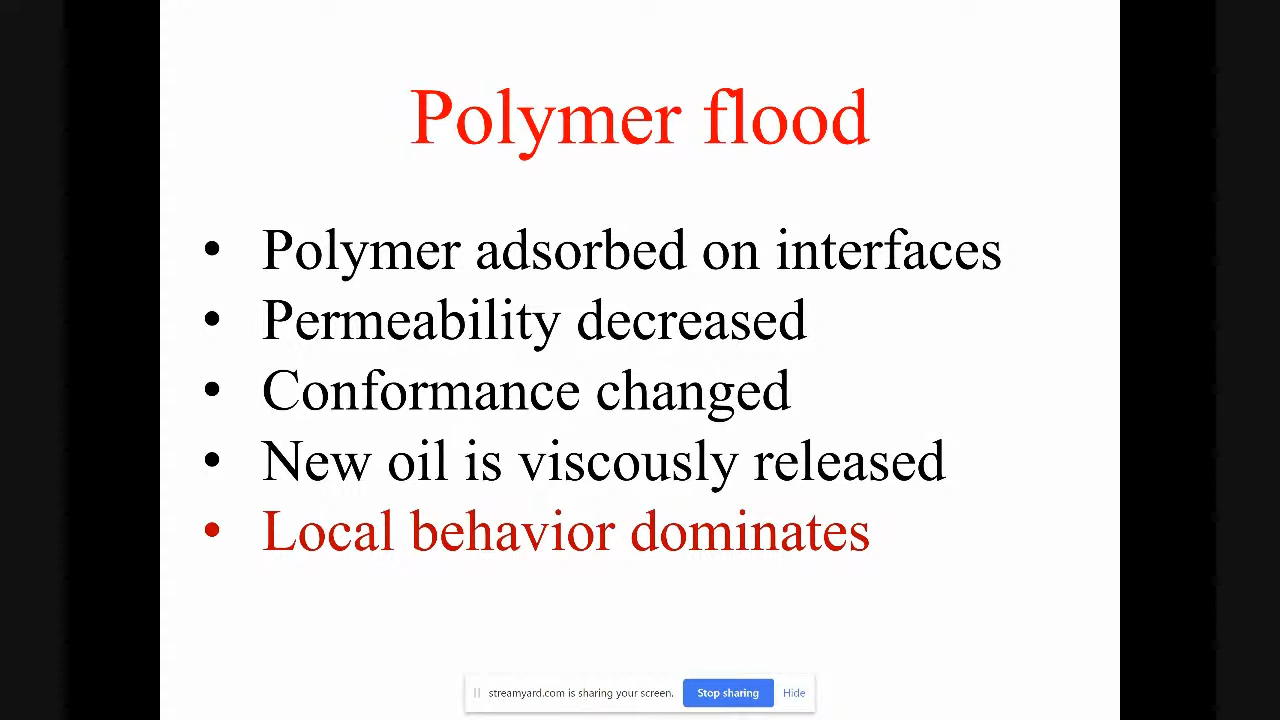 Polymer flood
• Polymer adsorbed on interfaces
• Permeability decreased
• Conformance changed
• New oil is viscously released
• Local behavior dominates
streamyard.com is sharing your screen. Stop sharing Hide